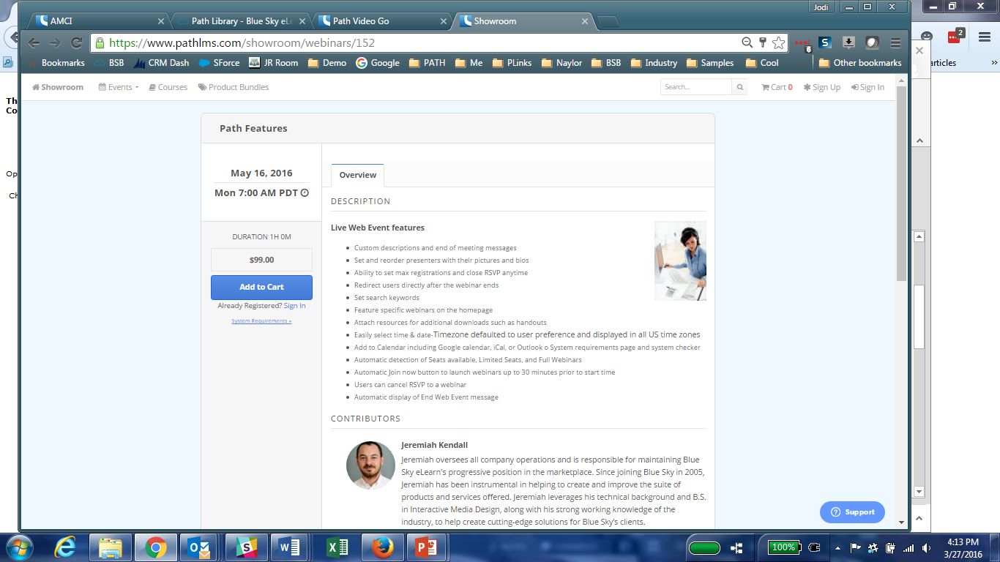 Jodi
AMCI
Path Library - Blue Sky eLe
Path Video Go
Showroom
https://www.pathlms.com/showroom/webinars/152
6
2
Bookmarks BSB CRM Dash SForce JR Room Demo Google PATH Me PLinks Naylor BSB Industry Samples Cool Other bookmarks
articles »
Showroom Events Courses Product Bundles Search... Cart 0 Sign Up Sign In
Th
Co
Op
Ch
Path Features
May 16, 2016
Mon 7:00 AM PDT
DURATION 1H 0M
$99.00
Add to Cart
Already Registered? Sign In
System Requirements »
Overview
DESCRIPTION
Live Web Event features
Custom descriptions and end of meeting messages
Set and reorder presenters with their pictures and bios
Ability to set max registrations and close RSVP anytime
Redirect users directly after the webinar ends
Set search keywords
Feature specific webinars on the homepage
Attach resources for additional downloads such as handouts
Easily select time & date-Timezone defaulted to user preference and displayed in all US time zones
Add to Calendar including Google calendar, iCal, or Outlook o System requirements page and system checker
Automatic detection of Seats available, Limited Seats, and Full Webinars
Automatic Join now button to launch webinars up to 30 minutes prior to start time
Users can cancel RSVP to a webinar
Automatic display of End Web Event message
CONTRIBUTORS
Jeremiah Kendall
Jeremiah oversees all company operations and is responsible for maintaining Blue
Sky eLearn's progressive position in the marketplace. Since joining Blue Sky in 2005,
Jeremiah has been instrumental in helping to create and improve the suite of
products and services offered. Jeremiah leverages his technical background and B.S.
in Interactive Media Design, along with his strong working knowledge of the
industry, to help create cutting-edge solutions for Blue Sky's clients.
Support
100%
4:13 PM
3/27/2016